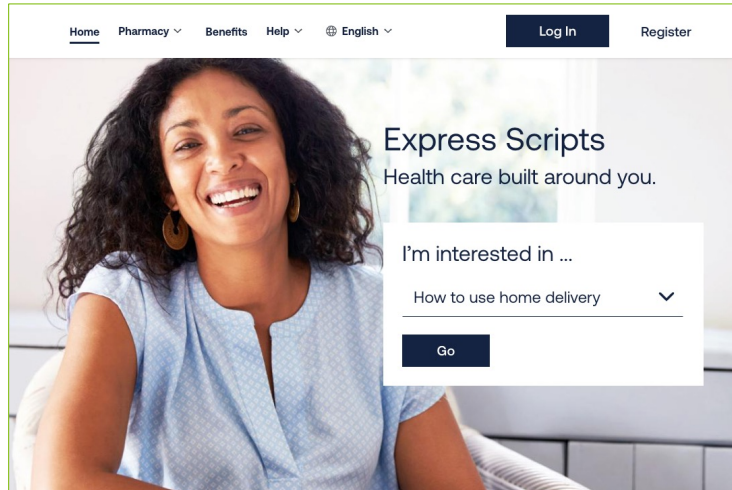 Home Pharmacy Benefits Help English Log In Register
Express Scripts
Health care built around you.
I'm interested in ...
How to use home delivery
Go